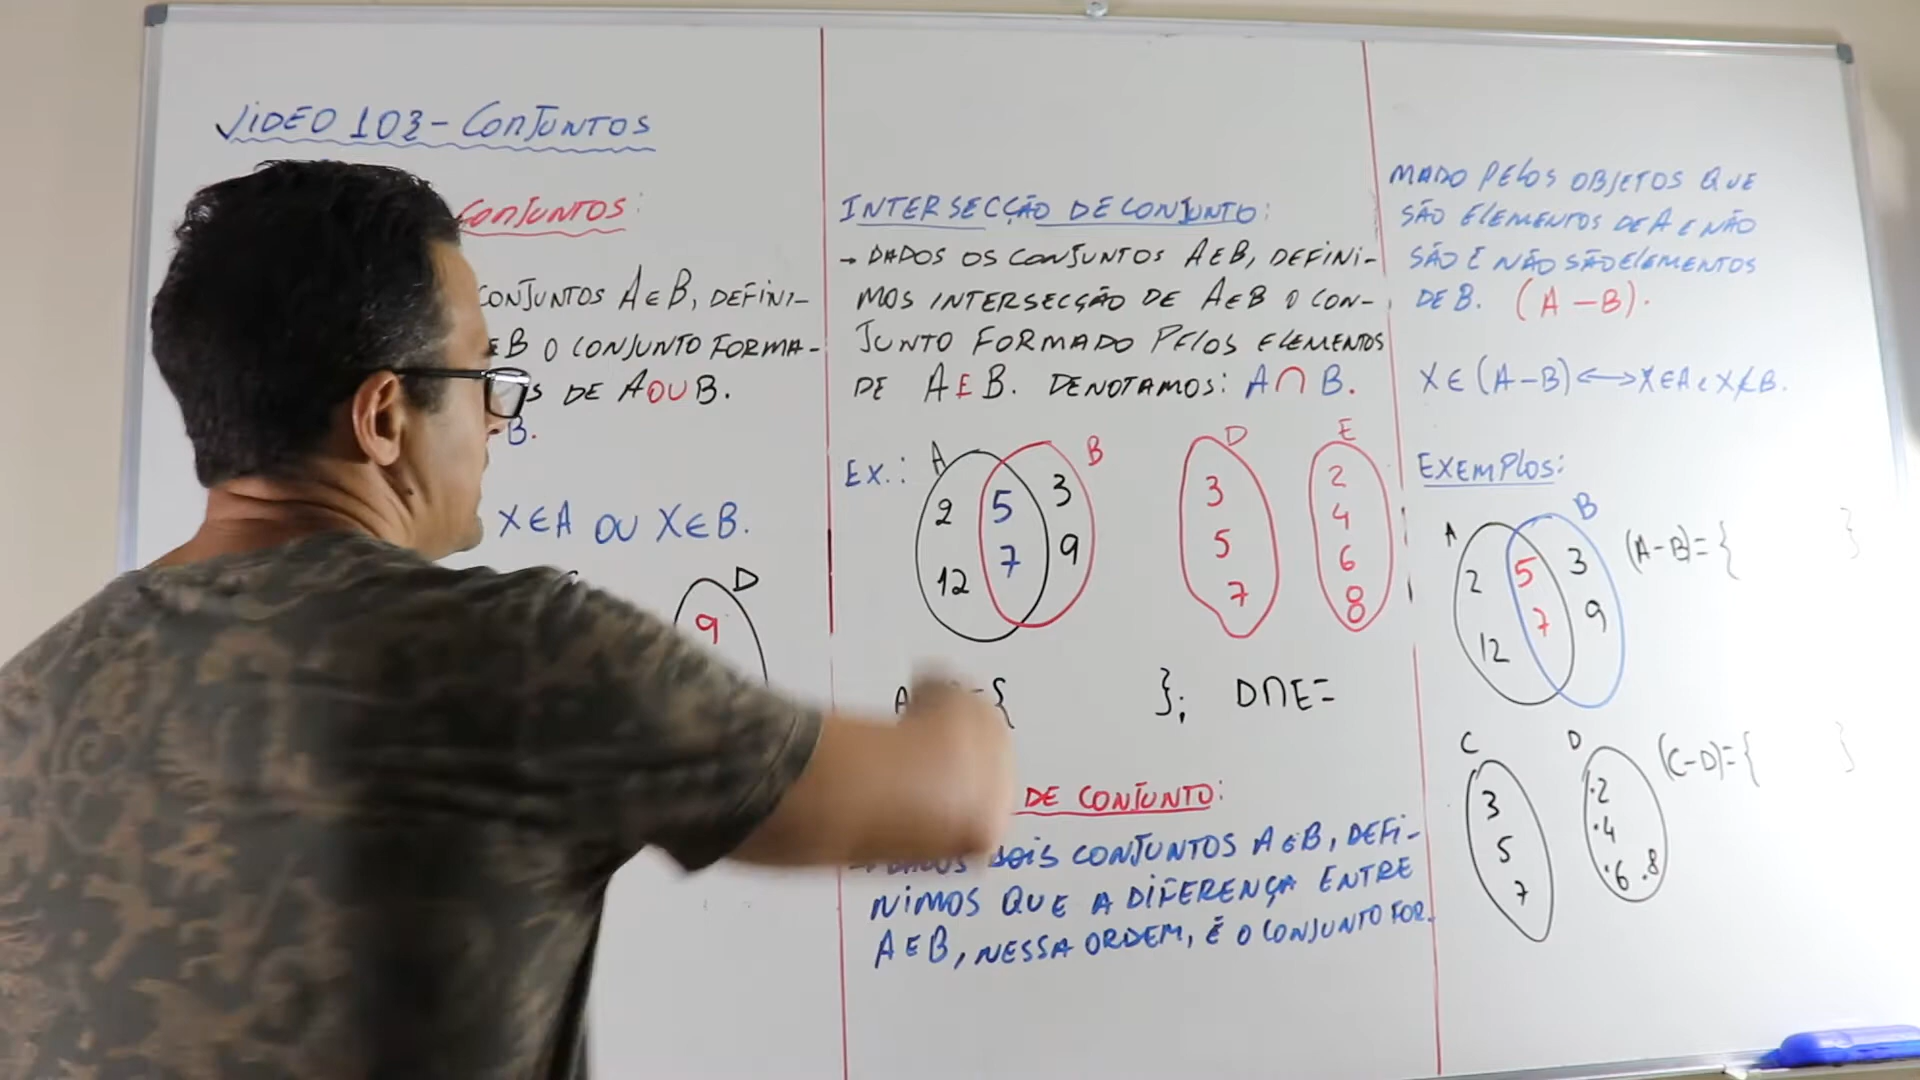 VIDEO 103 - CONJUNTOS
CONJUNTOS:
CONJUNTOS A E B, DEFINI-
E B O CONJUNTO FORMA-
S DE A OU B.
B.
X ∈ A OU X ∈ B.
D
9
INTERSECÇÃO DE CONJUNTO:
→ DADOS OS CONJUNTOS A E B, DEFINI-
MOS INTERSECÇÃO DE A E B O CON-
JUNTO FORMADO PELOS ELEMENTOS
DE A E B. DENOTAMOS: A ∩ B.
EX.: A B D E
2 5 3 3 2
12 7 9 5 4
7 6
8
A = { }; D∩E=
DE CONJUNTO:
DOIS CONJUNTOS A E B, DEFI-
NIMOS QUE A DIFERENÇA ENTRE
A E B, NESSA ORDEM, É O CONJUNTO FOR-
MADO PELOS OBJETOS QUE
SÃO ELEMENTOS DE A E NÃO
SÃO E NÃO SÃO ELEMENTOS
DE B. (A - B).
X ∈ (A - B) ⟷ X ∈ A e X ∉ B.
EXEMPLOS:
A B (A-B)={ }
2 5 3
12 7 9
C D (C-D)={ }
3 .2
5 .4
7 .6 .8